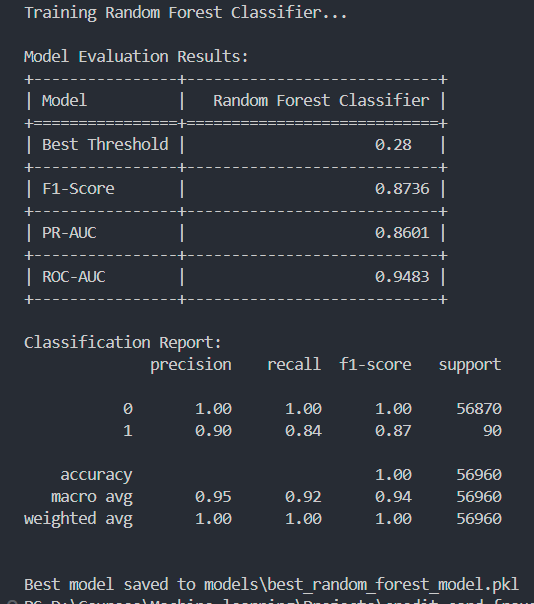 Training Random Forest Classifier...
Model Evaluation Results:
+----------------+----------------------------+
| Model          |   Random Forest Classifier |
+================+============================+
| Best Threshold |                     0.28   |
+----------------+----------------------------+
| F1-Score       |                     0.8736 |
+----------------+----------------------------+
| PR-AUC         |                     0.8601 |
+----------------+----------------------------+
| ROC-AUC        |                     0.9483 |
+----------------+----------------------------+
Classification Report:
              precision    recall  f1-score   support
           0       1.00      1.00      1.00     56870
           1       0.90      0.84      0.87        90
    accuracy                           1.00     56960
   macro avg       0.95      0.92      0.94     56960
weighted avg       1.00      1.00      1.00     56960
Best model saved to models\best_random_forest_model.pkl